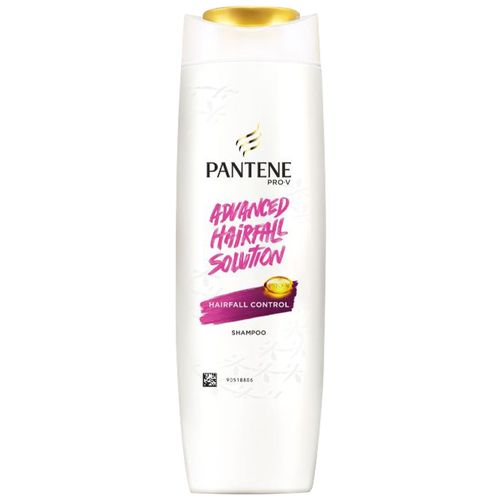 PANTENE
PRO-V
ADVANCED
HAIRFALL
SOLUTION
HAIRFALL CONTROL
SHAMPOO
90518886